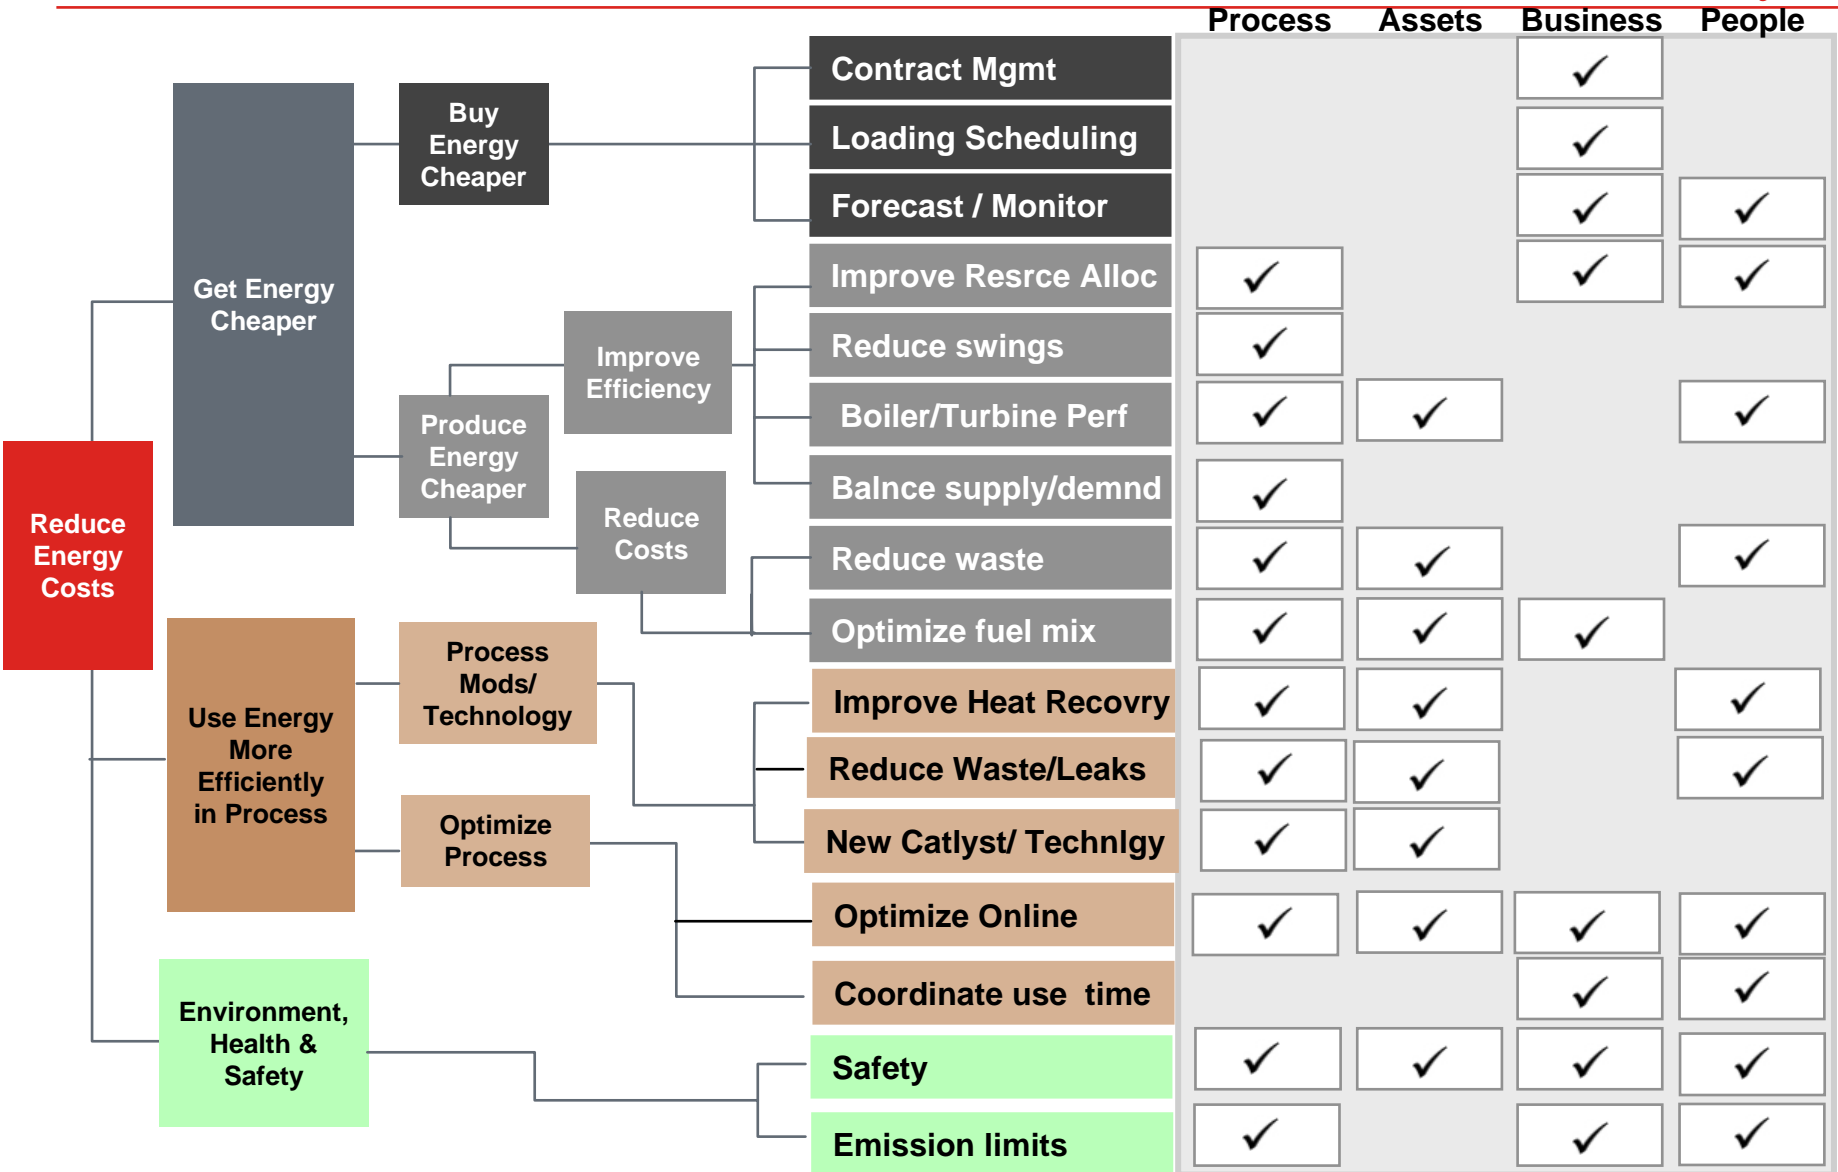 Process Assets Business People
Contract Mgmt
Loading Scheduling
Forecast / Monitor
Improve Resrce Alloc
Reduce swings
Boiler/Turbine Perf
Balnce supply/demnd
Reduce waste
Optimize fuel mix
Improve Heat Recovry
Reduce Waste/Leaks
New Catlyst/ Technlgy
Optimize Online
Coordinate use time
Safety
Emission limits
Buy
Energy
Cheaper
Get Energy
Cheaper
Improve
Efficiency
Produce
Energy
Cheaper
Reduce
Costs
Reduce
Energy
Costs
Process
Mods/
Technology
Use Energy
More
Efficiently
in Process
Optimize
Process
Environment,
Health &
Safety